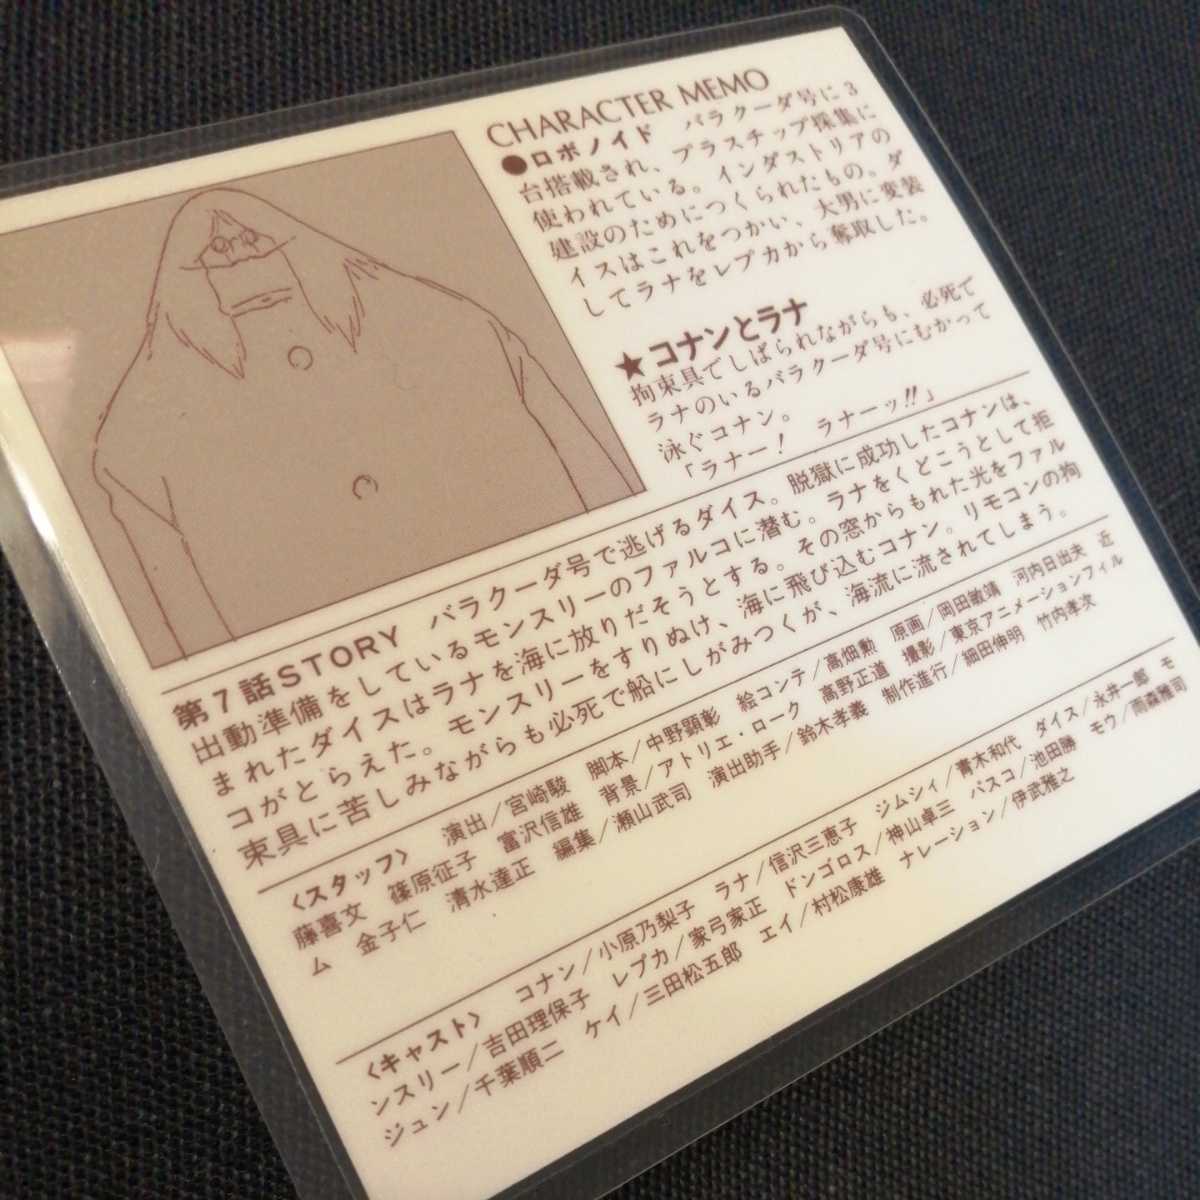 CHARACTER MEMO
●ロボノイド　バラクーダ号に3
台搭載され、プラスチップ採集に
使われている。インダストリアの
建設のためにつくられたもの。ダ
イスはこれをつかい、大男に変装
してラナをレプカから奪取した。
★コナンとラナ
拘束具でしばられながらも、必死で
ラナのいるバラクーダ号にむかって
泳ぐコナン。
「ラナー！　ラナーッ!!」
第7話STORY　バラクーダ号で逃げるダイス。脱獄に成功したコナンは、
出動準備をしているモンスリーのファルコに潜む。ラナをくどこうとして拒
まれたダイスはラナを海に放りだそうとする。その窓からもれた光をファル
コがとらえた。モンスリーをすりぬけ、海に飛び込むコナン。リモコンの拘
束具に苦しみながらも必死で船にしがみつくが、海流に流されてしまう。
〈スタッフ〉　演出/宮崎駿　脚本/中野顕彰　絵コンテ/高畑勲　原画/岡田敏靖　河内日出夫　近
藤喜文　篠原征子　富沢信雄　背景/アトリエ・ローク　高野正道　撮影/東京アニメーションフィル
ム　金子仁　清水達正　編集/瀬山武司　演出助手/鈴木孝義　制作進行/細田伸明　竹内孝次
〈キャスト〉　コナン/小原乃梨子　ラナ/信沢三恵子　ジムシィ/青木和代　ダイス/永井一郎　モ
ンスリー/吉田理保子　レプカ/家弓家正　ドンゴロス/神山卓三　パスコ/池田勝　モウ/雨森雅司
ジュン/千葉順二　ケイ/三田松五郎　エイ/村松康雄　ナレーション/伊武雅之